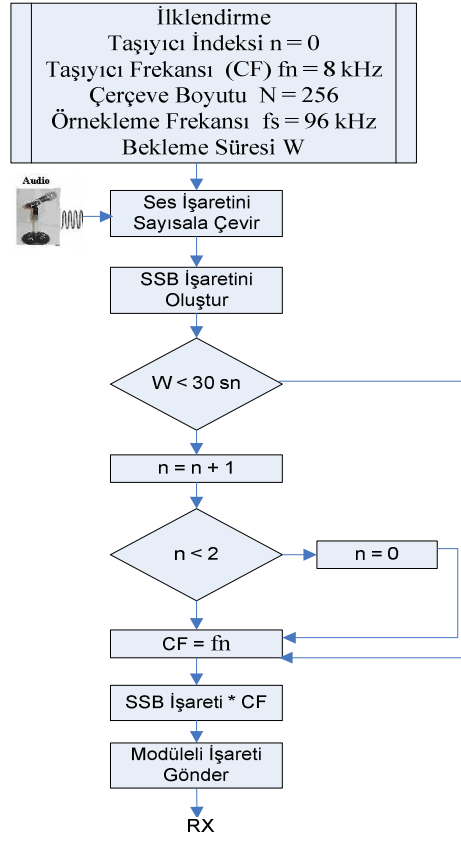 İlklendirme
Taşıyıcı İndeksi n = 0
Taşıyıcı Frekansı (CF) fn = 8 kHz
Çerçeve Boyutu N = 256
Örnekleme Frekansı fs = 96 kHz
Bekleme Süresi W
Audio
Ses İşaretini
Sayısala Çevir
SSB İşaretini
Oluştur
W < 30 sn
n = n + 1
n < 2
n = 0
CF = fn
SSB İşareti * CF
Modüleli İşareti
Gönder
RX